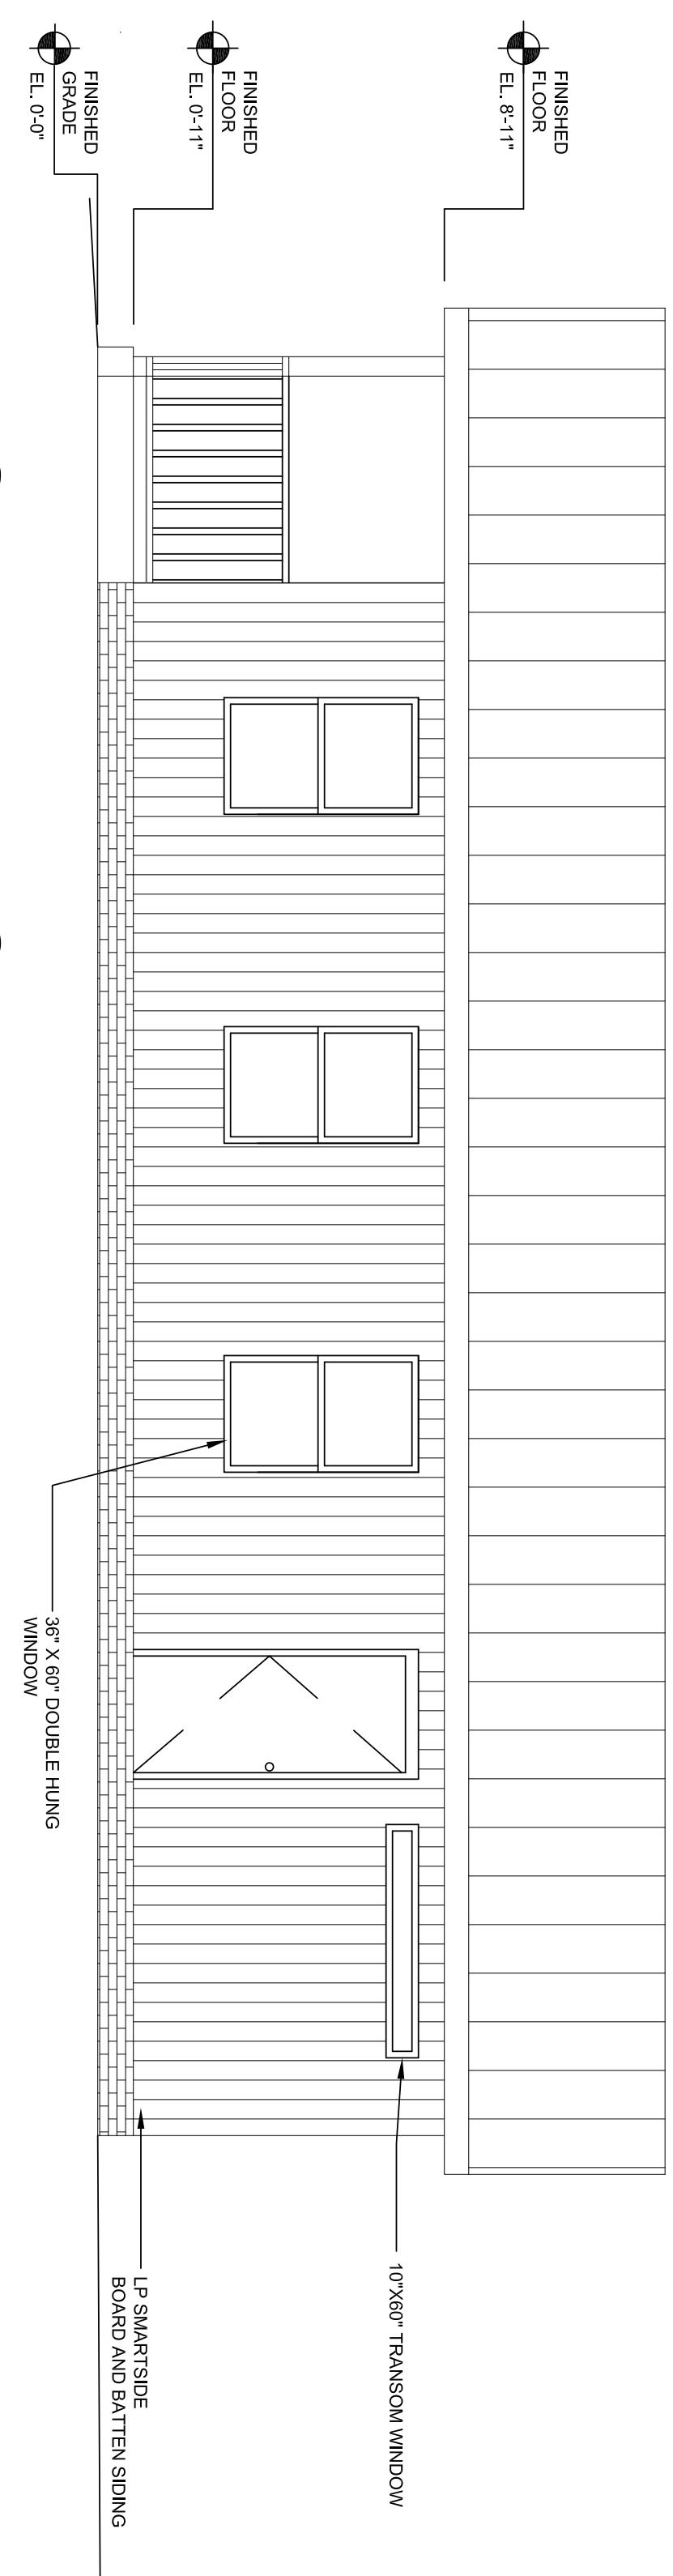 FINISHED
FLOOR
EL. 8'-11"
FINISHED
FLOOR
EL. 0'-11"
FINISHED
GRADE
EL. 0'-0"
10"X60" TRANSOM WINDOW
LP SMARTSIDE
BOARD AND BATTEN SIDING
36" X 60" DOUBLE HUNG
WINDOW